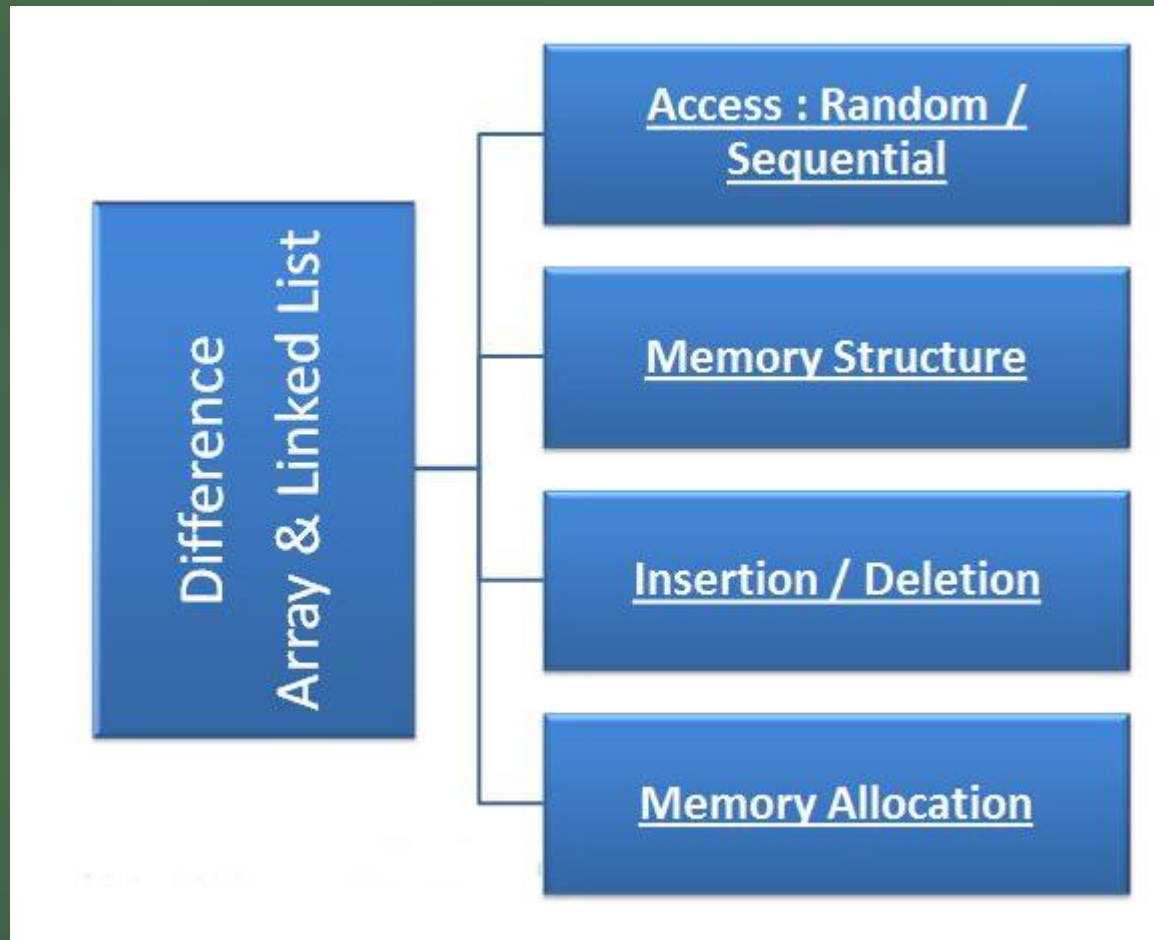 Difference
Array & Linked List
Access : Random /
Sequential
Memory Structure
Insertion / Deletion
Memory Allocation